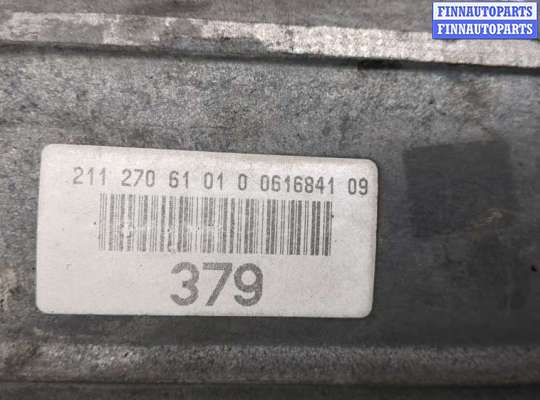 FINNAUTOPARTS
FINNAUTOPARTS
211 270 61 01 0 0616841 09
379